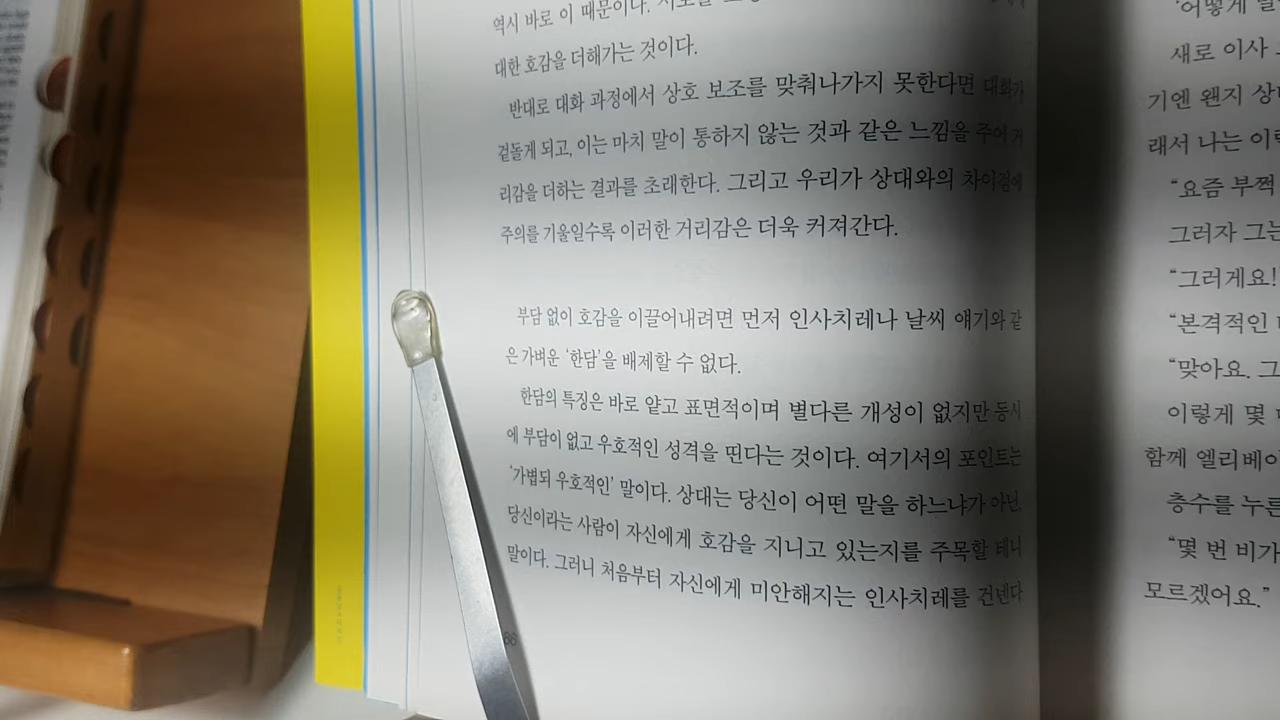 역시 바로 이 때문이다.
대한 호감을 더해가는 것이다.
반대로 대화 과정에서 상호 보조를 맞춰나가지 못한다면 대화가
겉돌게 되고, 이는 마치 말이 통하지 않는 것과 같은 느낌을 주어 거
리감을 더하는 결과를 초래한다. 그리고 우리가 상대와의 차이점에
주의를 기울일수록 이러한 거리감은 더욱 커져간다.
부담 없이 호감을 이끌어내려면 먼저 인사치레나 날씨 얘기와 같
은 가벼운 ‘한담’을 배제할 수 없다.
한담의 특징은 바로 얕고 표면적이며 별다른 개성이 없지만 동시
에 부담이 없고 우호적인 성격을 띤다는 것이다. 여기서의 포인트는
‘가볍되 우호적인’ 말이다. 상대는 당신이 어떤 말을 하느냐가 아닌,
당신이라는 사람이 자신에게 호감을 지니고 있는지를 주목할 테니
말이다. 그러니 처음부터 자신에게 미안해지는 인사치레를 건넨다
‘어떻게
새로 이사
기엔 왠지
래서 나는
“요즘 부쩍
그러자 그는
“그러게요!
“본격적인
“맞아요. 그
이렇게 몇
함께 엘리베이
층수를 누른
“몇 번 비가
모르겠어요.”